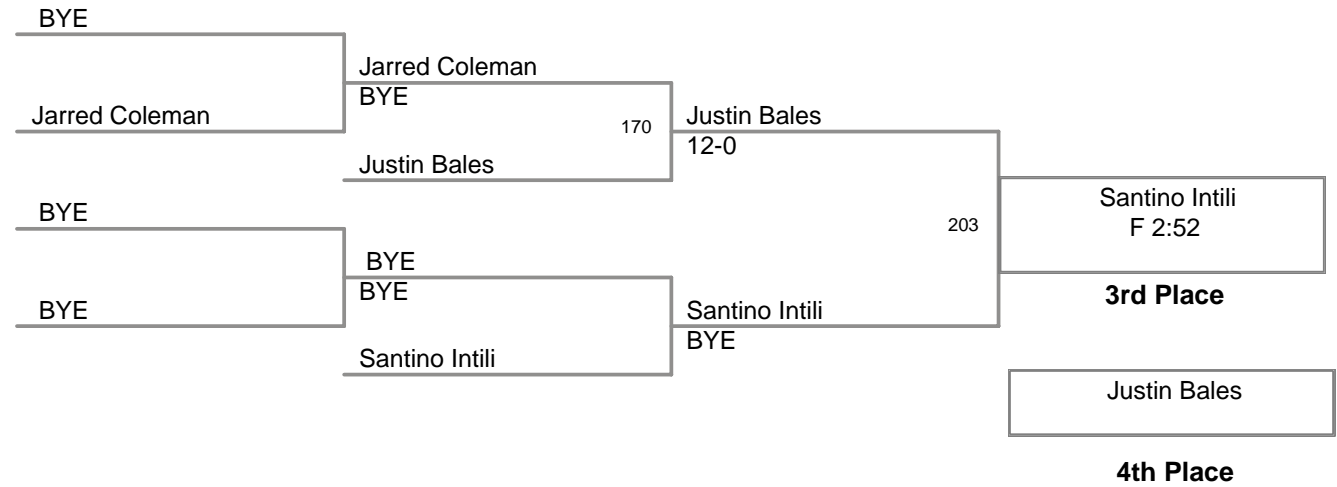 BYE
Jarred Coleman
BYE
Jarred Coleman
170
Justin Bales
12-0
Justin Bales
Santino Intili
F 2:52
BYE
203
BYE
BYE
3rd Place
BYE
Santino Intili
BYE
Santino Intili
Justin Bales
4th Place